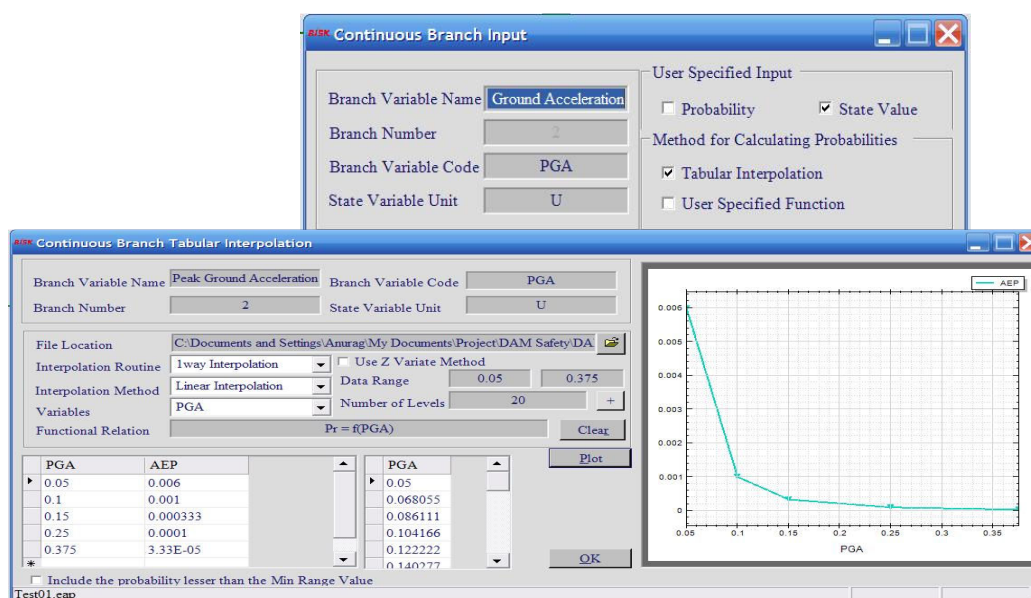 RISK Continuous Branch Input
User Specified Input
Branch Variable Name Ground Acceleration
Probability State Value
Branch Number 2
Method for Calculating Probabilities
Branch Variable Code PGA
Tabular Interpolation
State Variable Unit U
User Specified Function
RISK Continuous Branch Tabular Interpolation
Branch Variable Name Peak Ground Acceleration Branch Variable Code PGA
Branch Number 2 State Variable Unit U
File Location C:\Documents and Settings\Anurag\My Documents\Project\DAM Safety\DA
Interpolation Routine 1way Interpolation Use Z Variate Method
Interpolation Method Linear Interpolation Data Range 0.05 0.375
Variables PGA Number of Levels 20 +
Functional Relation Pr = f(PGA) Clear
Plot
PGA AEP
0.05 0.006
0.1 0.001
0.15 0.000333
0.25 0.0001
0.375 3.33E-05
*
PGA
0.05
0.068055
0.086111
0.104166
0.122222
0.140277
OK
Include the probability lesser than the Min Range Value
Test01.eap
AEP
0.006
0.005
0.004
0.003
0.002
0.001
0
0.05 0.1 0.15 0.2 0.25 0.3 0.35
PGA